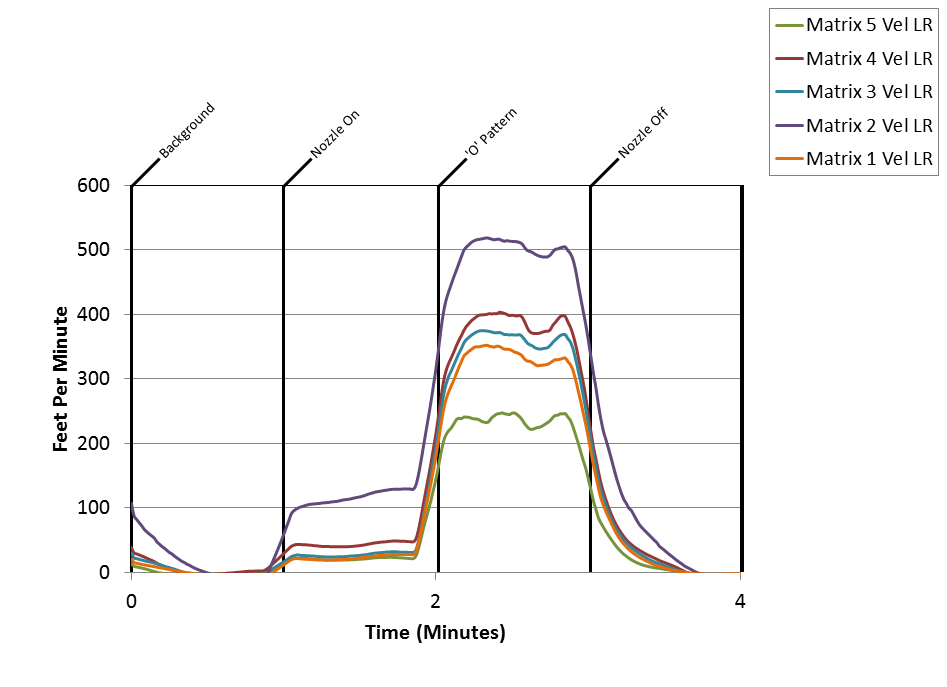 Matrix 5 Vel LR
Matrix 4 Vel LR
Matrix 3 Vel LR
Matrix 2 Vel LR
Matrix 1 Vel LR
Background
Nozzle On
'O' Pattern
Nozzle Off
600
500
400
300
200
100
0
Feet Per Minute
0 2 4
Time (Minutes)